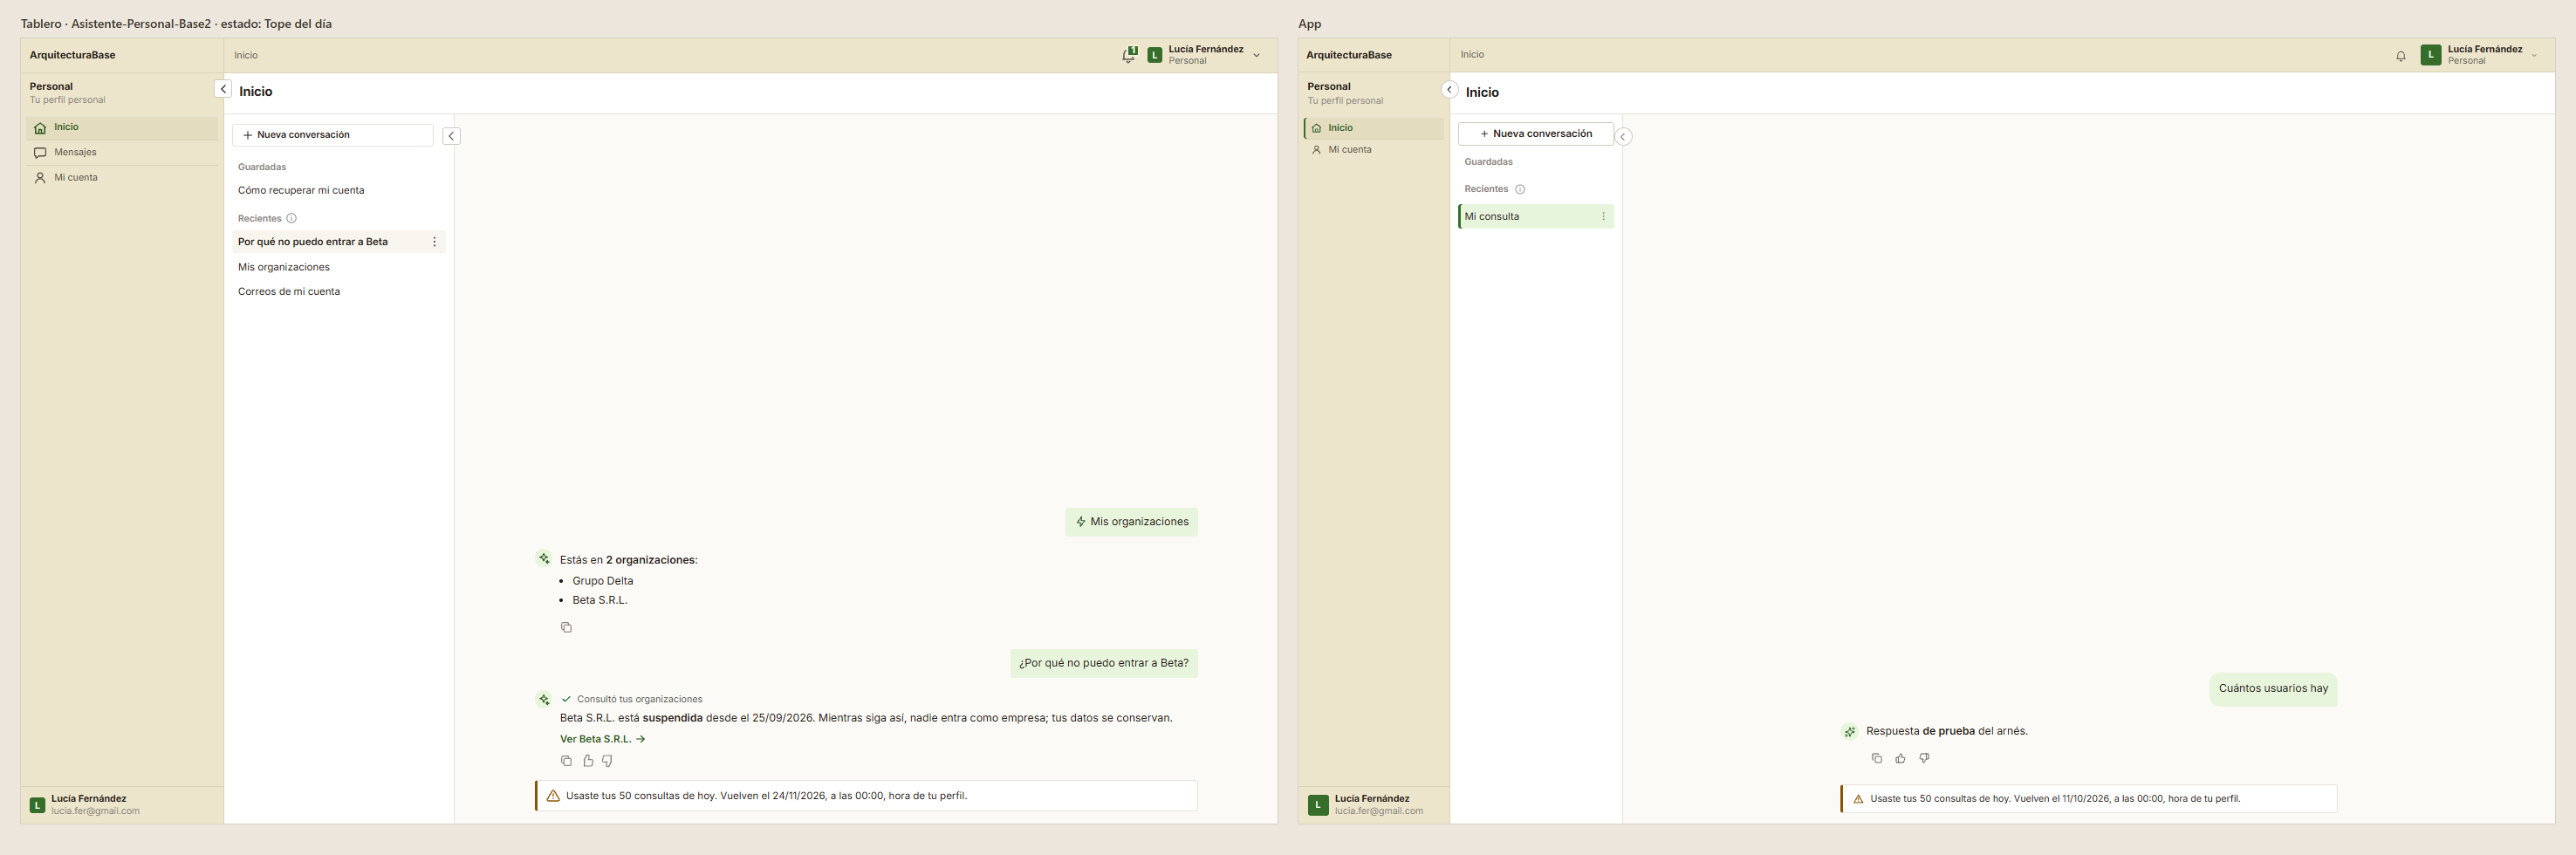 Tablero · Asistente-Personal-Base2 · estado: Tope del día
ArquitecturaBase
Inicio
1
L
Lucía Fernández
Personal
Personal
Tu perfil personal
Inicio
Inicio
Mensajes
Mi cuenta
Nueva conversación
Guardadas
Cómo recuperar mi cuenta
Recientes
Por qué no puedo entrar a Beta
Mis organizaciones
Correos de mi cuenta
Mis organizaciones
Estás en 2 organizaciones:
• Grupo Delta
• Beta S.R.L.
¿Por qué no puedo entrar a Beta?
Consultó tus organizaciones
Beta S.R.L. está suspendida desde el 25/09/2026. Mientras siga así, nadie entra como empresa; tus datos se conservan.
Ver Beta S.R.L. →
Usaste tus 50 consultas de hoy. Vuelven el 24/11/2026, a las 00:00, hora de tu perfil.
L
Lucía Fernández
lucia.fer@gmail.com
App
ArquitecturaBase
Inicio
L
Lucía Fernández
Personal
Personal
Tu perfil personal
Inicio
Inicio
Mi cuenta
+ Nueva conversación
Guardadas
Recientes
Mi consulta
Cuántos usuarios hay
Respuesta de prueba del arnés.
Usaste tus 50 consultas de hoy. Vuelven el 11/10/2026, a las 00:00, hora de tu perfil.
L
Lucía Fernández
lucia.fer@gmail.com